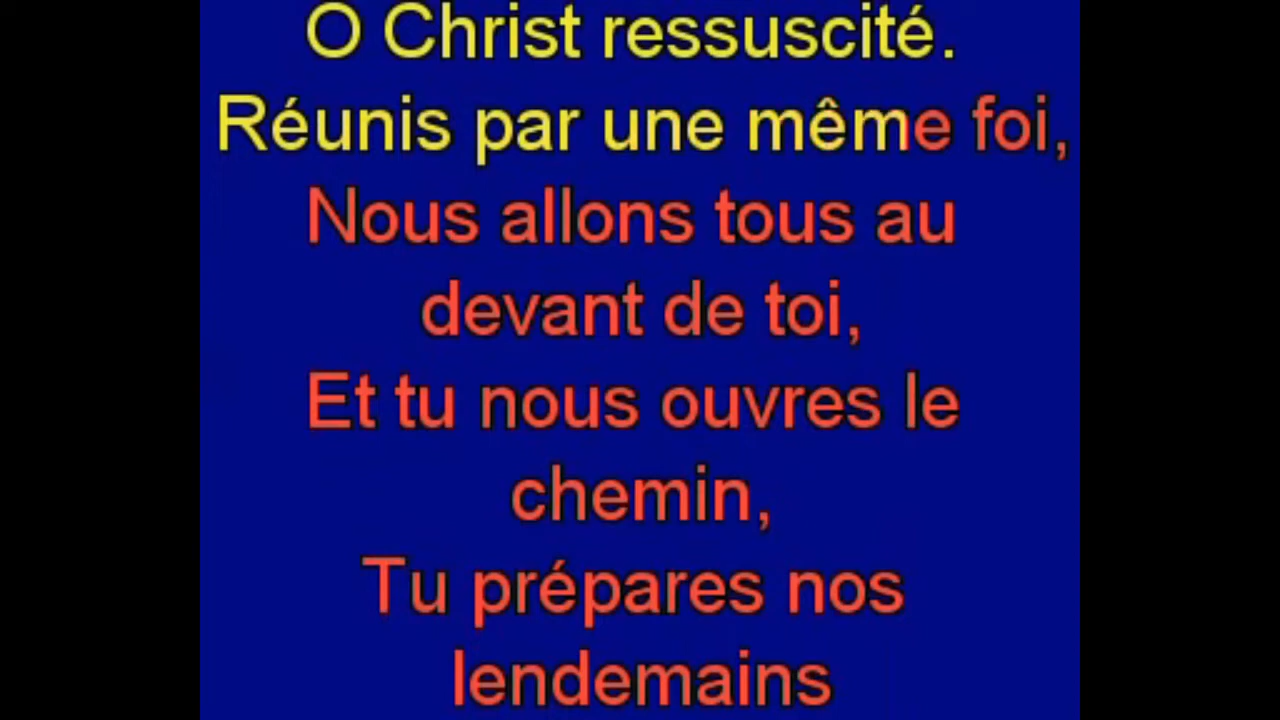 O Christ ressuscité.
Réunis par une même foi,
Nous allons tous au
devant de toi,
Et tu nous ouvres le
chemin,
Tu prépares nos
lendemains